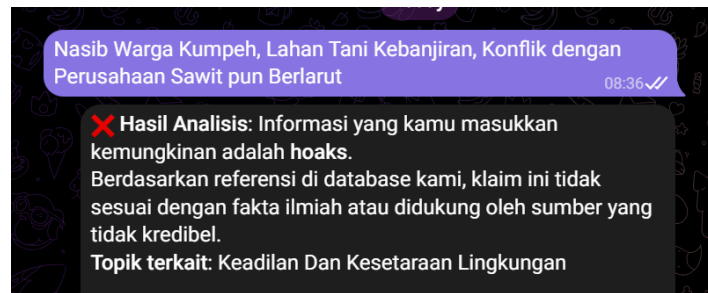 Nasib Warga Kumpeh, Lahan Tani Kebanjiran, Konflik dengan
Perusahaan Sawit pun Berlarut
08:36
❌ Hasil Analisis: Informasi yang kamu masukkan
kemungkinan adalah hoaks.
Berdasarkan referensi di database kami, klaim ini tidak
sesuai dengan fakta ilmiah atau didukung oleh sumber yang
tidak kredibel.
Topik terkait: Keadilan Dan Kesetaraan Lingkungan